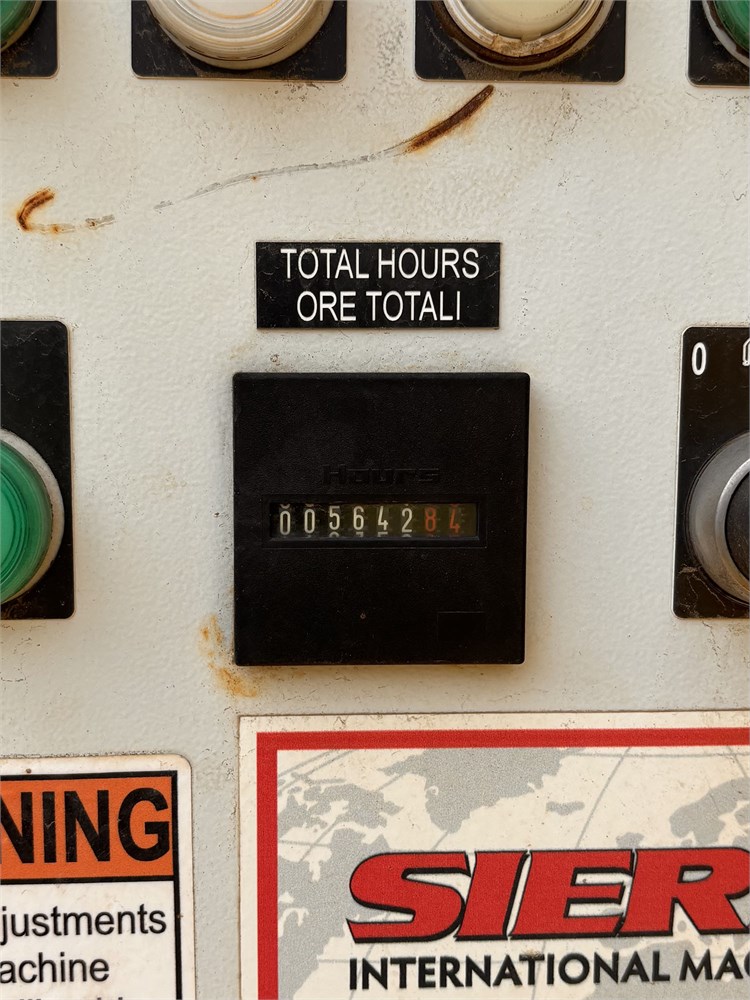 TOTAL HOURS
ORE TOTALI
0
Hours
00564284
NING
justments
achine
SIER
INTERNATIONAL MA